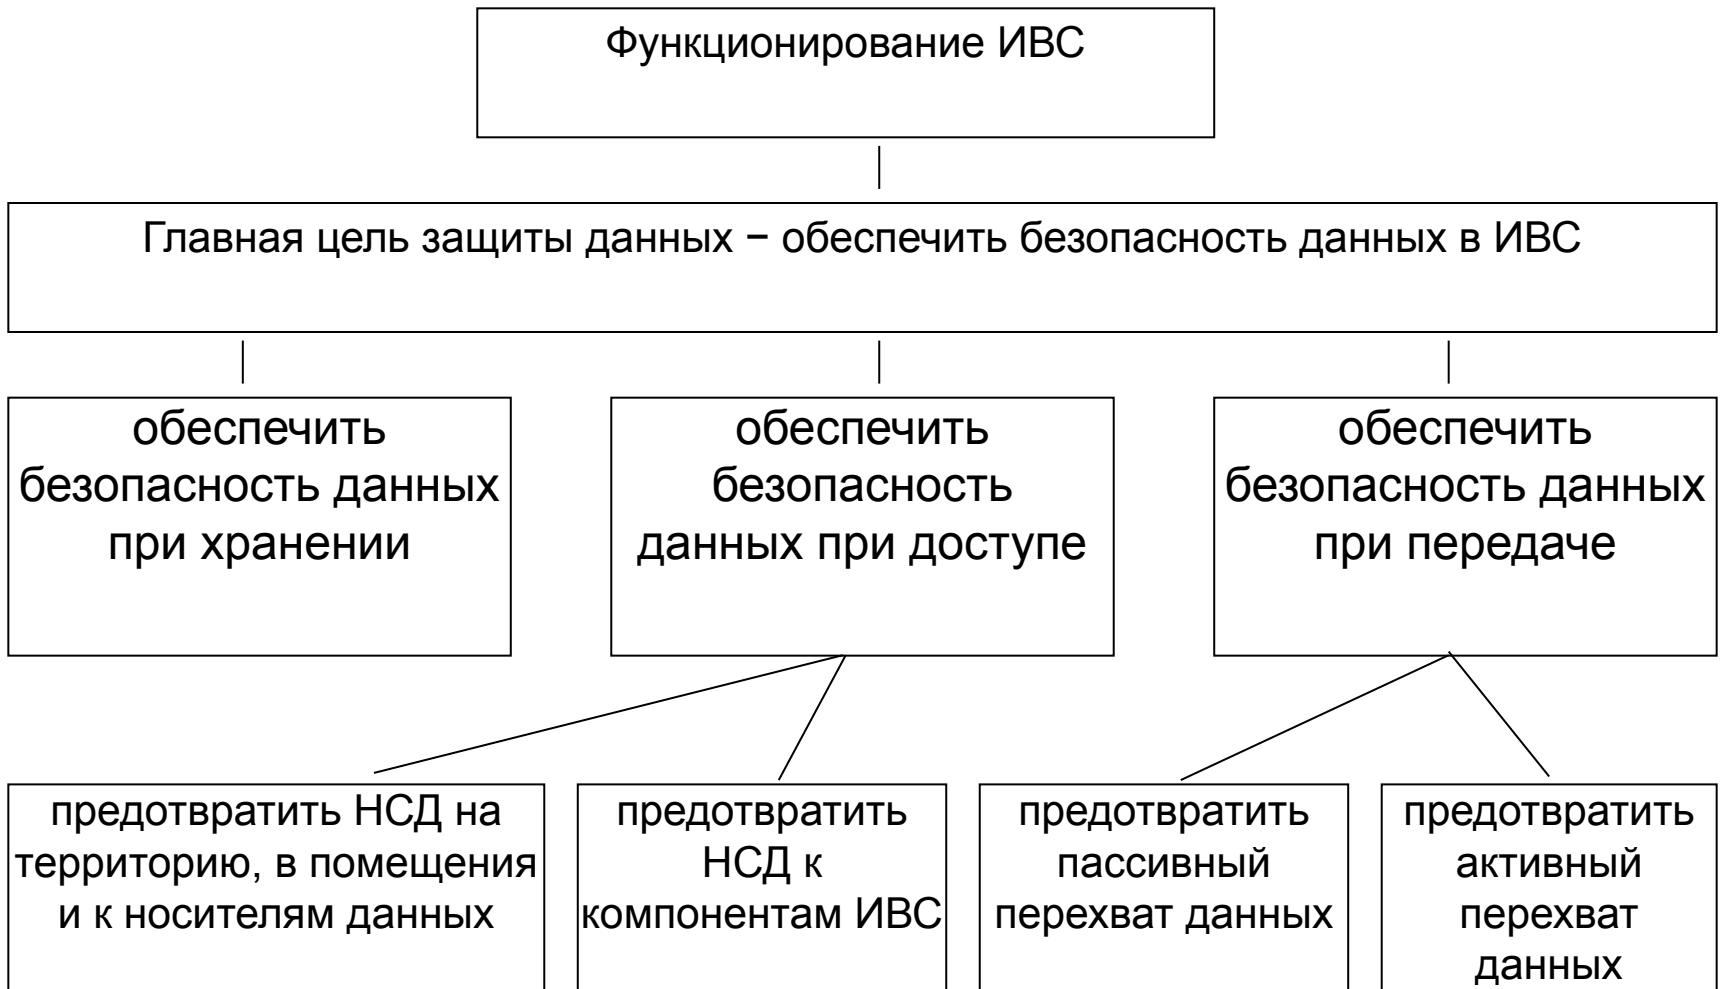 Функционирование ИВС
Главная цель защиты данных − обеспечить безопасность данных в ИВС
обеспечить
безопасность данных
при хранении
обеспечить
безопасность
данных при доступе
обеспечить
безопасность данных
при передаче
предотвратить НСД на
территорию, в помещения
и к носителям данных
предотвратить
НСД к
компонентам ИВС
предотвратить
пассивный
перехват данных
предотвратить
активный
перехват
данных